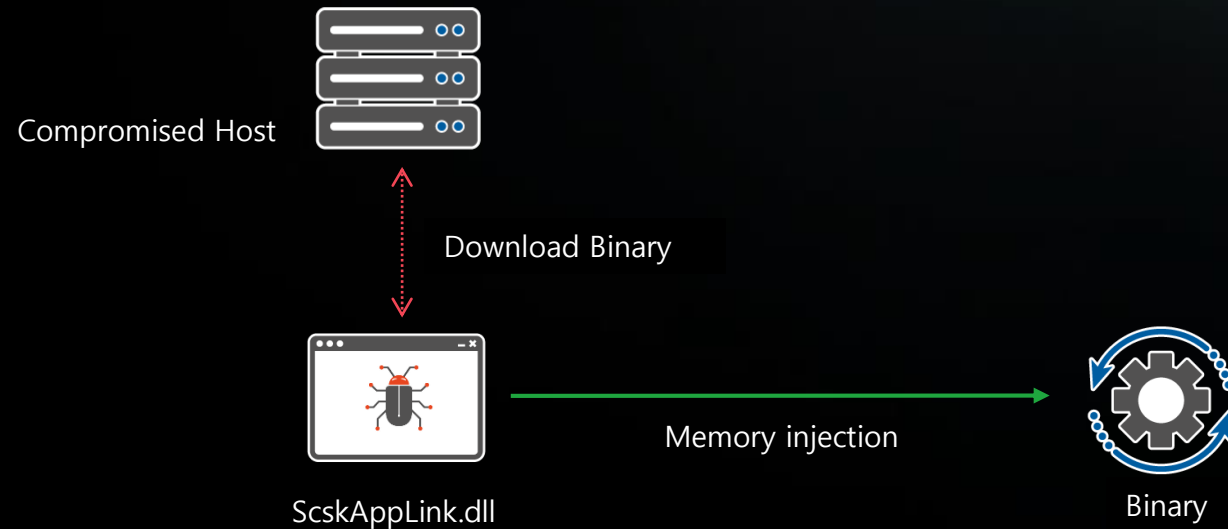 Compromised Host
Download Binary
Memory injection
ScskAppLink.dll
Binary